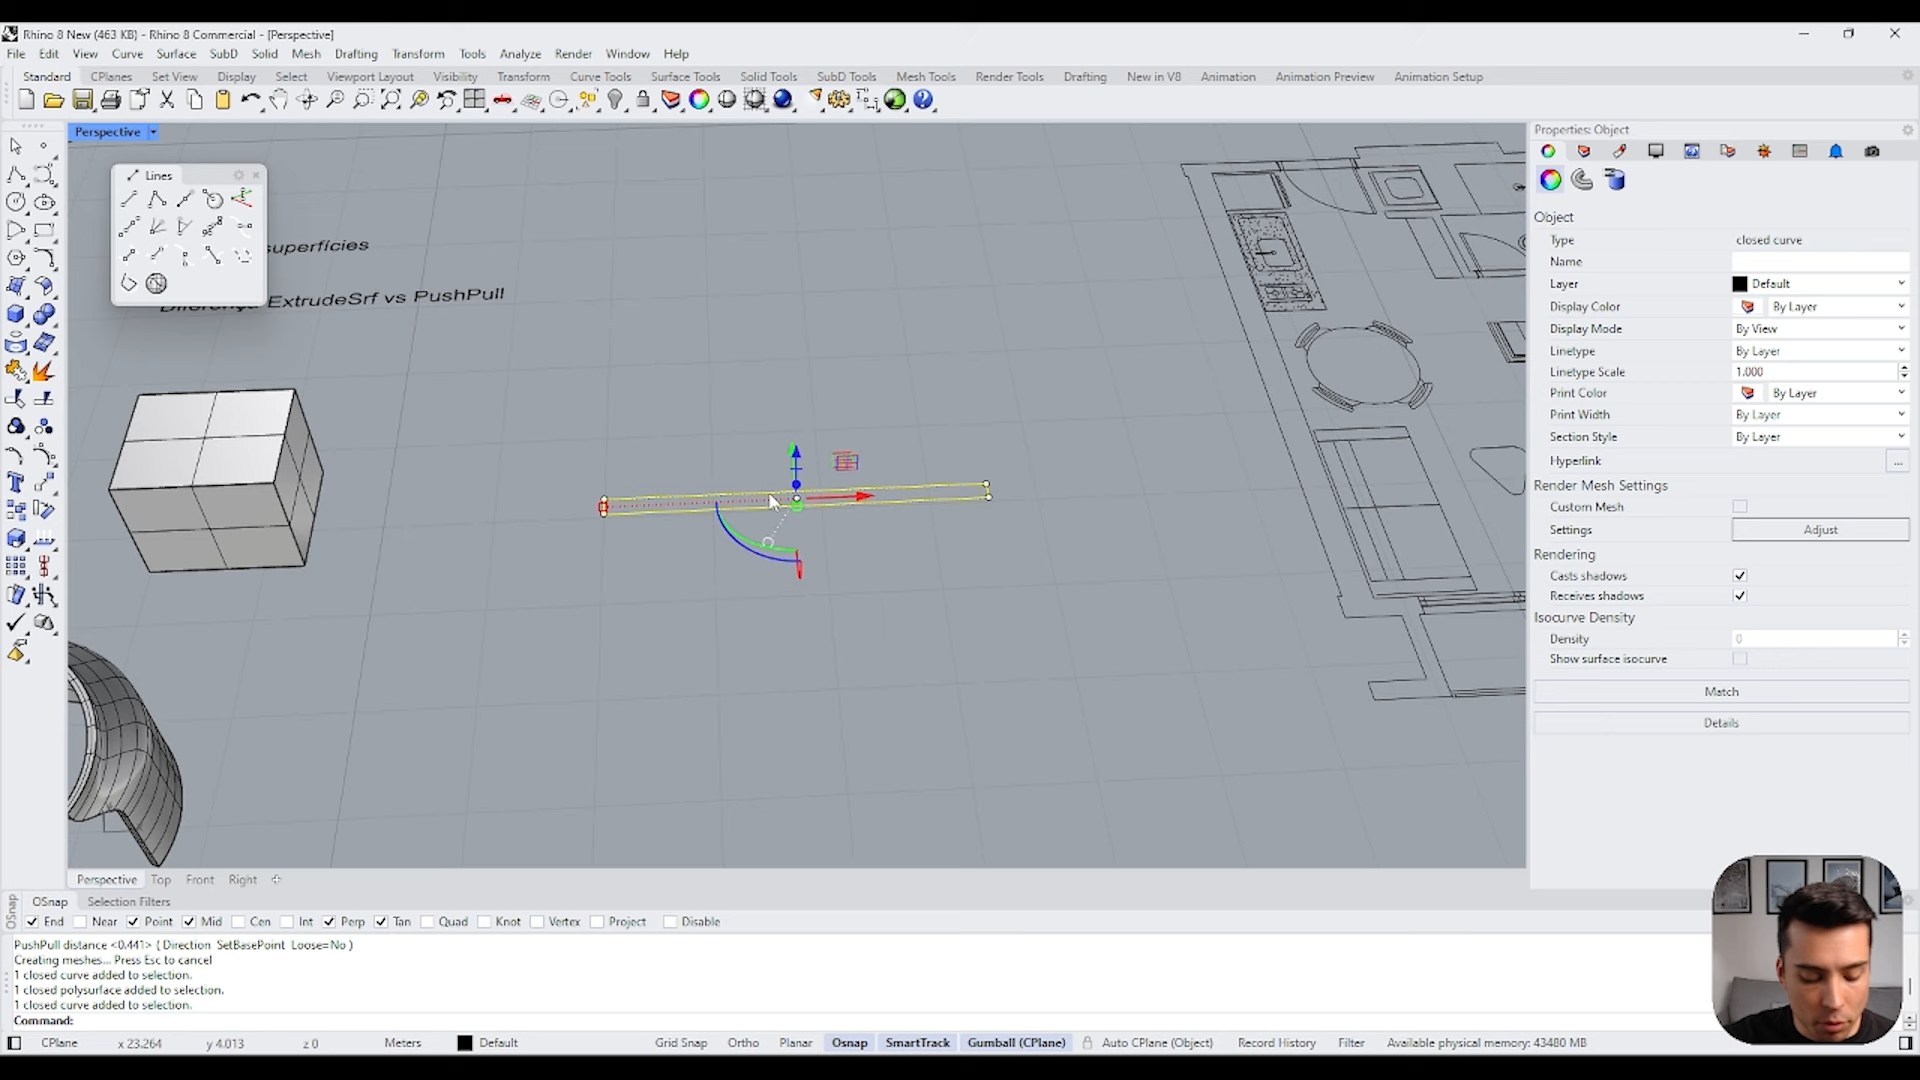 Rhino 8 New (463 KB) - Rhino 8 Commercial - [Perspective]
File Edit View Curve Surface SubD Solid Mesh Drafting Transform Tools Analyze Render Window Help
Standard CPlanes Set View Display Select Viewport Layout Visibility Transform Curve Tools Surface Tools Solid Tools SubD Tools Mesh Tools Render Tools Drafting New in V8 Animation Animation Preview Animation Setup
Perspective
Lines
superfícies
ExtrudeSrf vs PushPull
Properties: Object
Object
Type closed curve
Name
Layer Default
Display Color By Layer
Display Mode By View
Linetype By Layer
Linetype Scale 1.000
Print Color By Layer
Print Width By Layer
Section Style By Layer
Hyperlink ...
Render Mesh Settings
Custom Mesh
Settings Adjust
Rendering
Casts shadows
Receives shadows
Isocurve Density
Density 0
Show surface isocurve
Match
Details
Perspective Top Front Right
OSnap
OSnap Selection Filters
End Near Point Mid Cen Int Perp Tan Quad Knot Vertex Project Disable
PushPull distance <0.441> ( Direction SetBasePoint Loose=No )
Creating meshes... Press Esc to cancel
1 closed curve added to selection.
1 closed polysurface added to selection.
1 closed curve added to selection.
Command:
CPlane x 23.264 y 4.013 z 0 Meters Default Grid Snap Ortho Planar Osnap SmartTrack Gumball (CPlane) Auto CPlane (Object) Record History Filter Available physical memory: 43480 MB